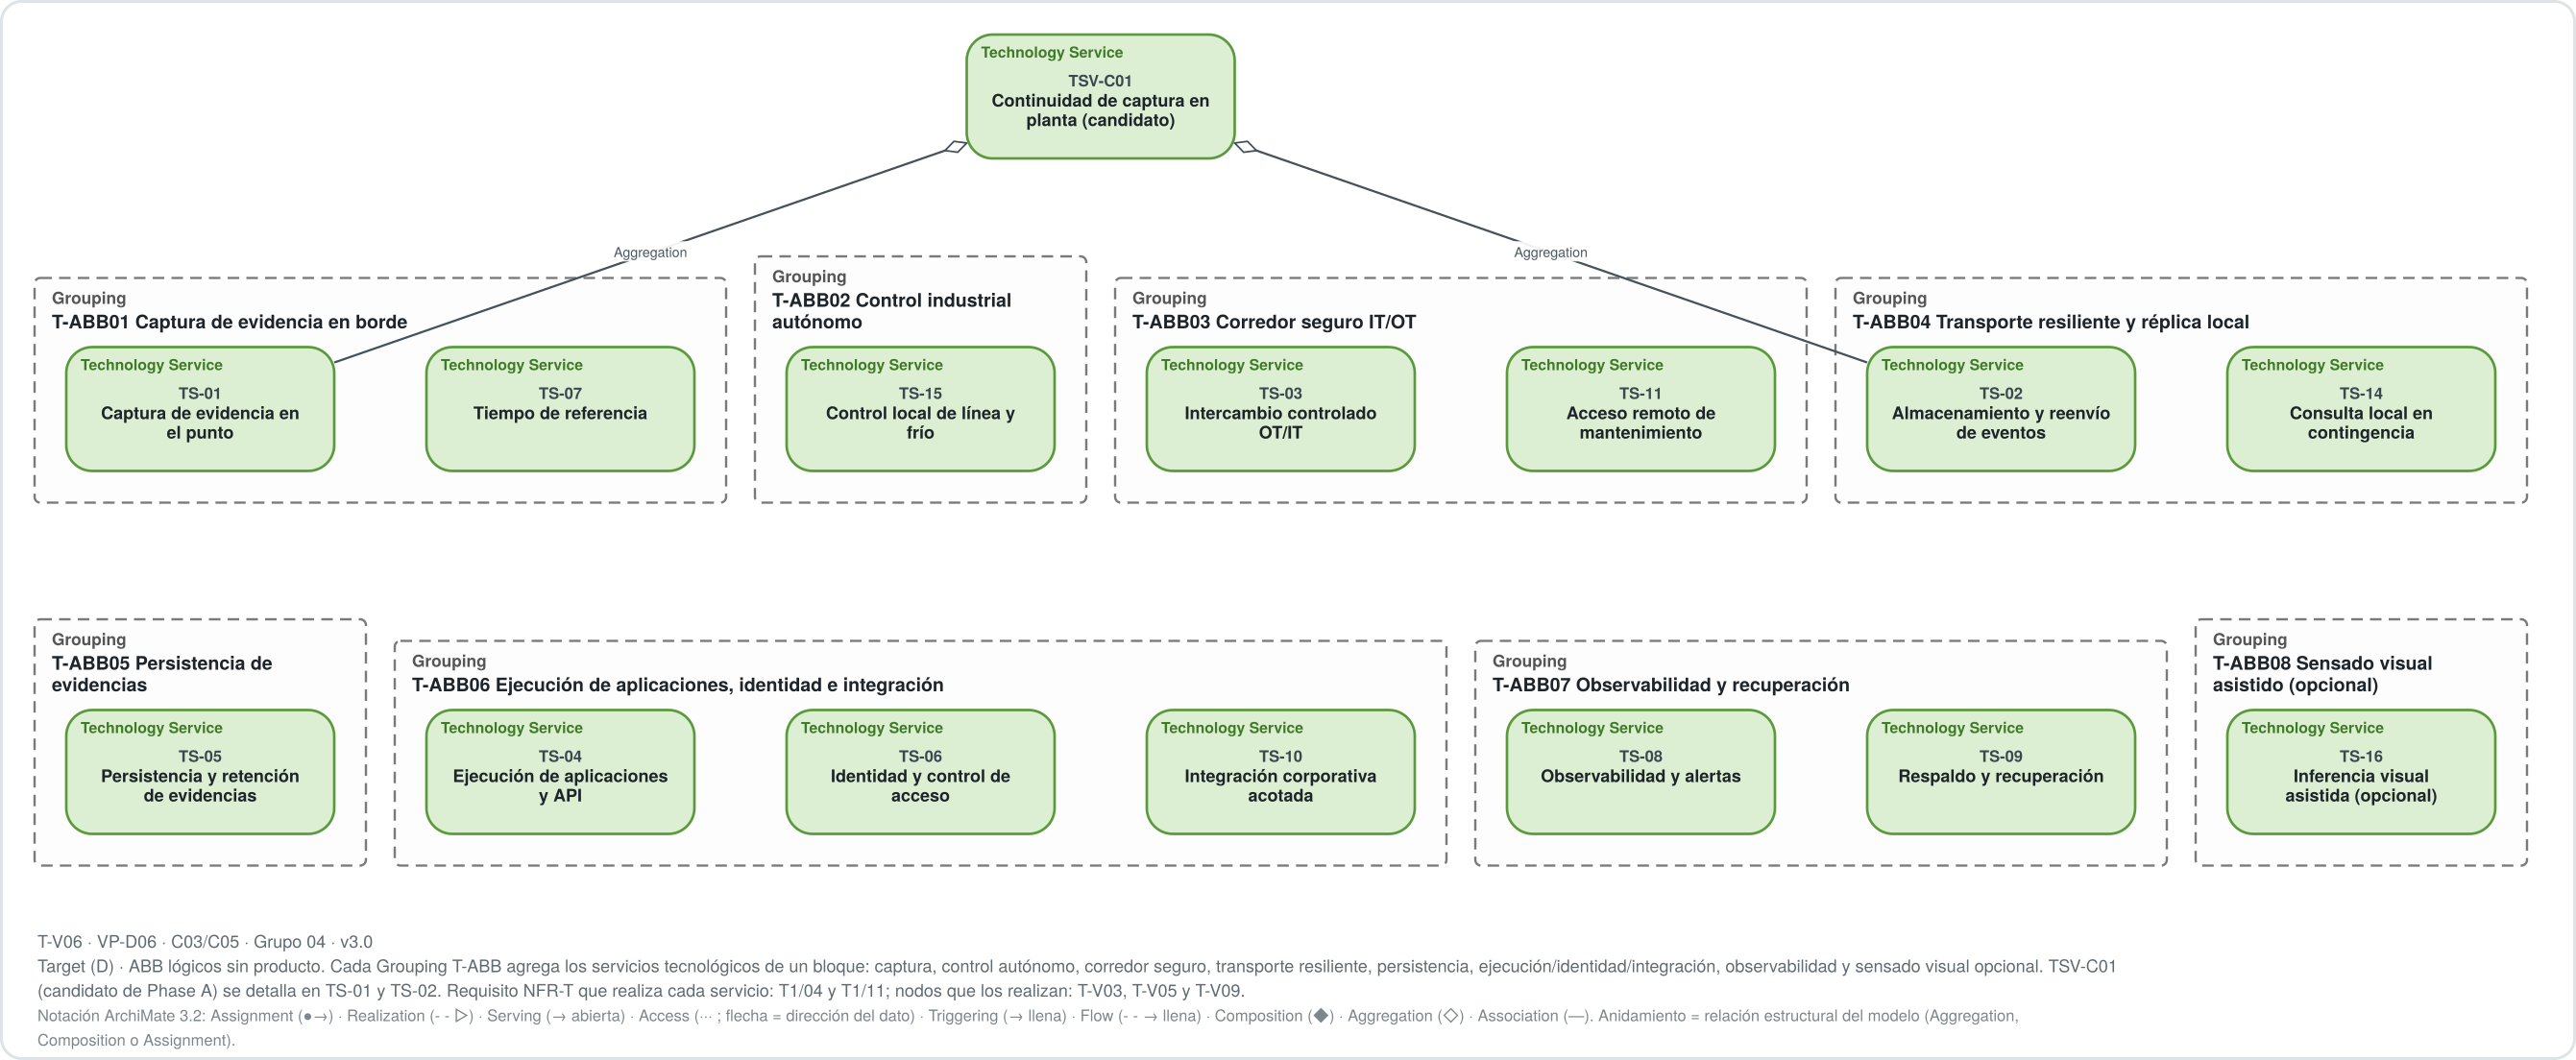 Technology Service
TSV-C01
Continuidad de captura en
planta (candidato)
Aggregation
Aggregation
Grouping
T-ABB01 Captura de evidencia en borde
Technology Service
TS-01
Captura de evidencia en
el punto
Technology Service
TS-07
Tiempo de referencia
Grouping
T-ABB02 Control industrial
autónomo
Technology Service
TS-15
Control local de línea y
frío
Grouping
T-ABB03 Corredor seguro IT/OT
Technology Service
TS-03
Intercambio controlado
OT/IT
Technology Service
TS-11
Acceso remoto de
mantenimiento
Grouping
T-ABB04 Transporte resiliente y réplica local
Technology Service
TS-02
Almacenamiento y reenvío
de eventos
Technology Service
TS-14
Consulta local en
contingencia
Grouping
T-ABB05 Persistencia de
evidencias
Technology Service
TS-05
Persistencia y retención
de evidencias
Grouping
T-ABB06 Ejecución de aplicaciones, identidad e integración
Technology Service
TS-04
Ejecución de aplicaciones
y API
Technology Service
TS-06
Identidad y control de
acceso
Technology Service
TS-10
Integración corporativa
acotada
Grouping
T-ABB07 Observabilidad y recuperación
Technology Service
TS-08
Observabilidad y alertas
Technology Service
TS-09
Respaldo y recuperación
Grouping
T-ABB08 Sensado visual
asistido (opcional)
Technology Service
TS-16
Inferencia visual
asistida (opcional)
T-V06 · VP-D06 · C03/C05 · Grupo 04 · v3.0
Target (D) · ABB lógicos sin producto. Cada Grouping T-ABB agrega los servicios tecnológicos de un bloque: captura, control autónomo, corredor seguro, transporte resiliente, persistencia, ejecución/identidad/integración, observabilidad y sensado visual opcional. TSV-C01
(candidato de Phase A) se detalla en TS-01 y TS-02. Requisito NFR-T que realiza cada servicio: T1/04 y T1/11; nodos que los realizan: T-V03, T-V05 y T-V09.
Notación ArchiMate 3.2: Assignment (●→) · Realization (- - ▷) · Serving (→ abierta) · Access (··· ; flecha = dirección del dato) · Triggering (→ llena) · Flow (- - → llena) · Composition (◆) · Aggregation (◇) · Association (—). Anidamiento = relación estructural del modelo (Aggregation,
Composition o Assignment).